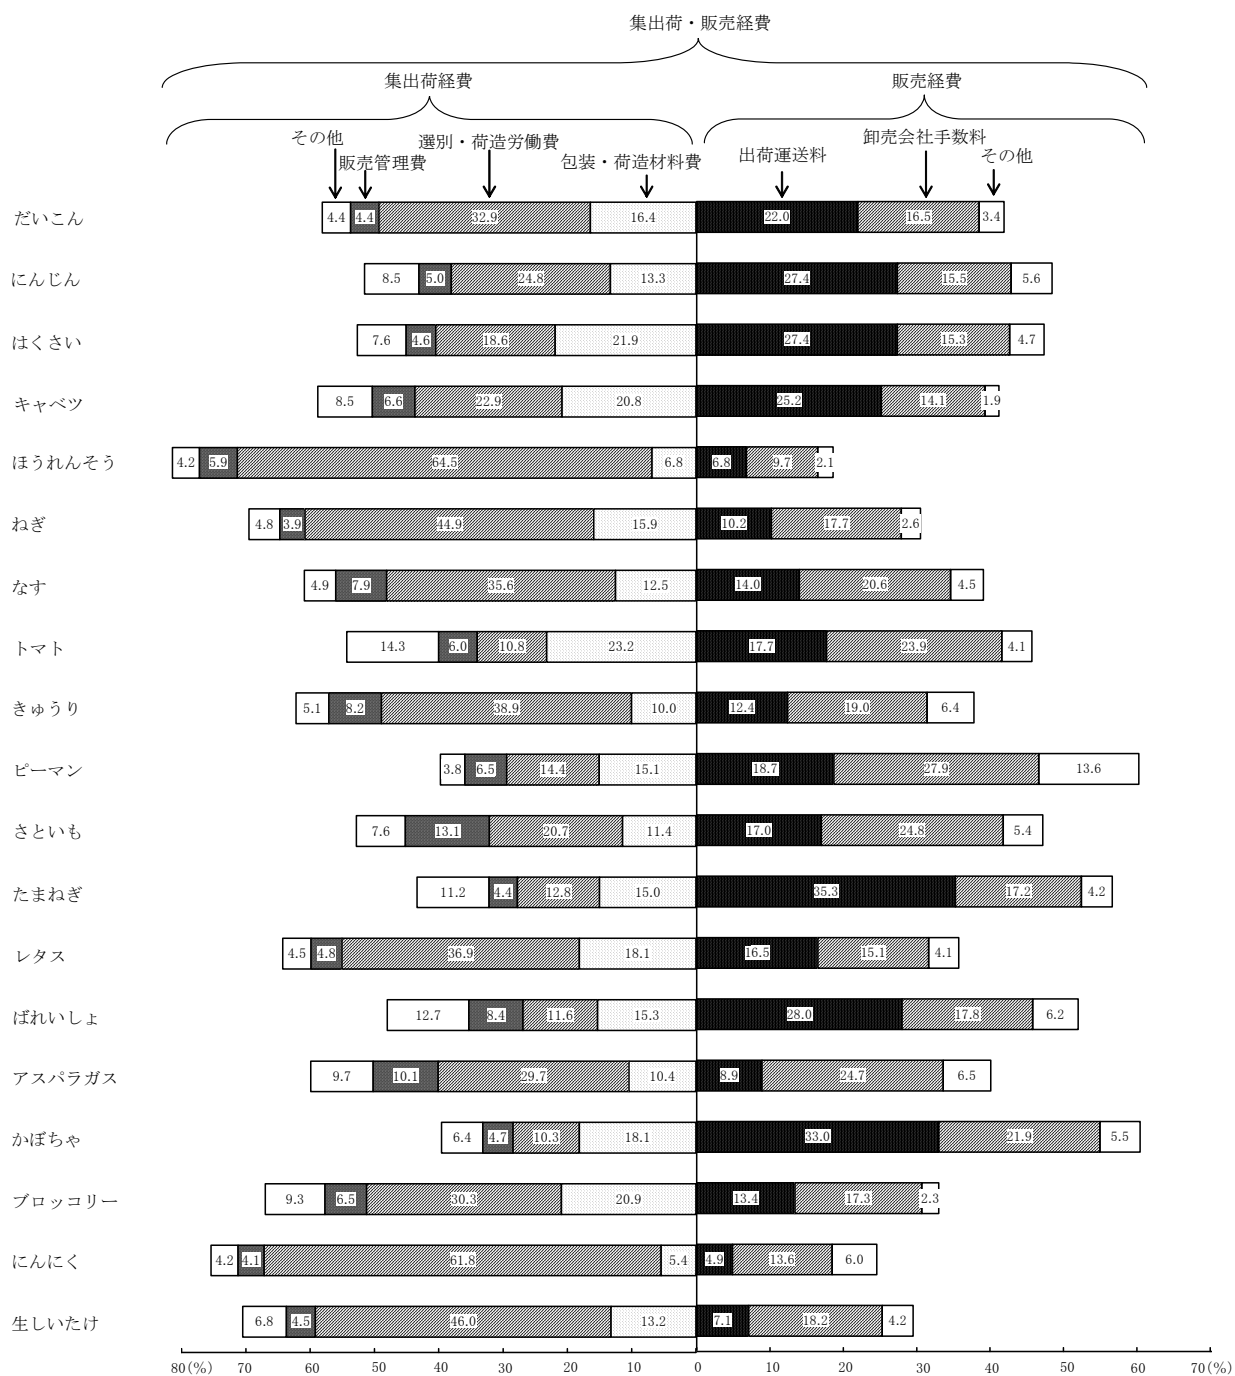 集出荷・販売経費
集出荷経費
販売経費
その他
選別・荷造労働費
卸売会社手数料
販売管理費
包装・荷造材料費
出荷運送料
その他
だいこん 4.4 4.4 32.9 16.4 22.0 16.5 3.4
にんじん 8.5 5.0 24.8 13.3 27.4 15.5 5.6
はくさい 7.6 4.6 18.6 21.9 27.4 15.3 4.7
キャベツ 8.5 6.6 22.9 20.8 25.2 14.1 1.9
ほうれんそう 4.2 5.9 64.5 6.8 6.8 9.7 2.1
ねぎ 4.8 3.9 44.9 15.9 10.2 17.7 2.6
なす 4.9 7.9 35.6 12.5 14.0 20.6 4.5
トマト 14.3 6.0 10.8 23.2 17.7 23.9 4.1
きゅうり 5.1 8.2 38.9 10.0 12.4 19.0 6.4
ピーマン 3.8 6.5 14.4 15.1 18.7 27.9 13.6
さといも 7.6 13.1 20.7 11.4 17.0 24.8 5.4
たまねぎ 11.2 4.4 12.8 15.0 35.3 17.2 4.2
レタス 4.5 4.8 36.9 18.1 16.5 15.1 4.1
ばれいしょ 12.7 8.4 11.6 15.3 28.0 17.8 6.2
アスパラガス 9.7 10.1 29.7 10.4 8.9 24.7 6.5
かぼちゃ 6.4 4.7 10.3 18.1 33.0 21.9 5.5
ブロッコリー 9.3 6.5 30.3 20.9 13.4 17.3 2.3
にんにく 4.2 4.1 61.8 5.4 4.9 13.6 6.0
生しいたけ 6.8 4.5 46.0 13.2 7.1 18.2 4.2
80(%) 70 60 50 40 30 20 10 0 10 20 30 40 50 60 70(%)